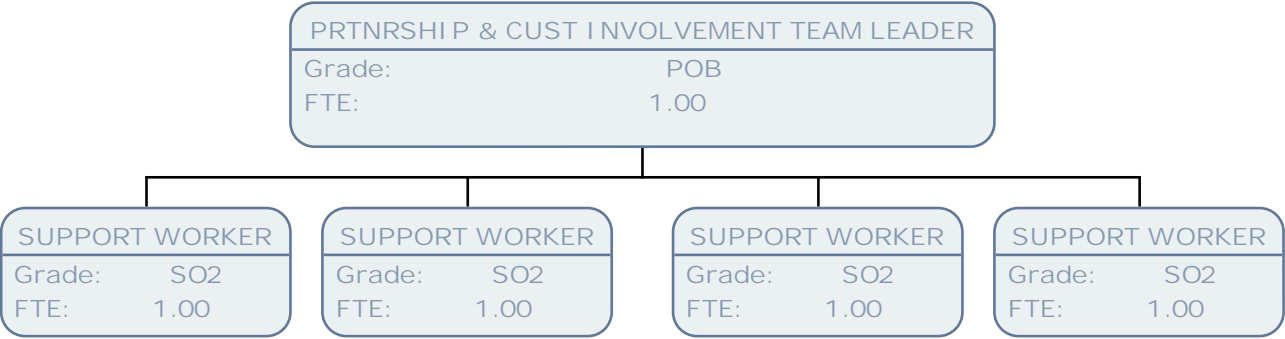 PRTNRSHIP & CUST INVOLVEMENT TEAM LEADER
Grade: POB
FTE: 1.00
SUPPORT WORKER
Grade: SO2
FTE: 1.00
SUPPORT WORKER
Grade: SO2
FTE: 1.00
SUPPORT WORKER
Grade: SO2
FTE: 1.00
SUPPORT WORKER
Grade: SO2
FTE: 1.00